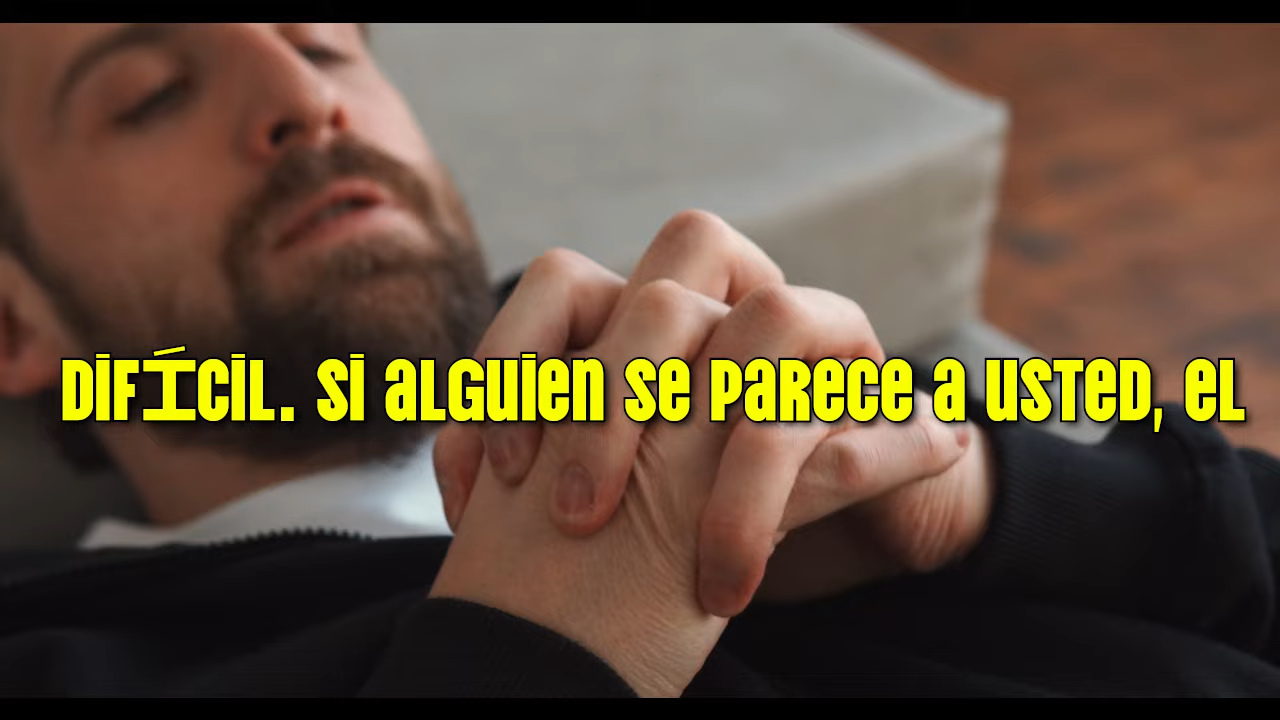 DIFÍCIL. SI ALGUIEN SE PARECE A USTED, EL